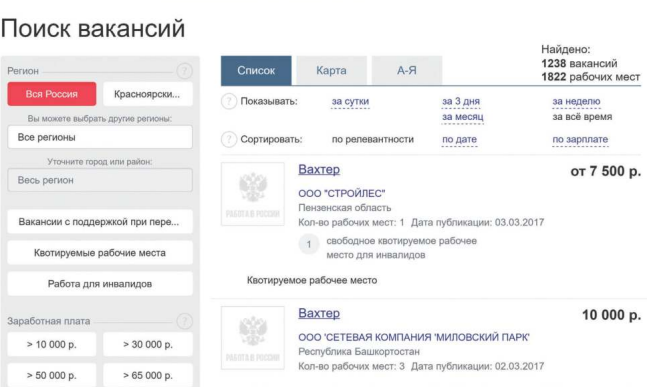 Поиск вакансий
Найдено:
1238 вакансий
1822 рабочих мест
Регион
?
Вся Россия
Красноярски...
Вы можете выбрать другие регионы:
Все регионы
Уточните город или район:
Весь регион
Вакансии с поддержкой при пере...
Квотируемые рабочие места
Работа для инвалидов
Заработная плата
?
> 10 000 р.
> 30 000 р.
> 50 000 р.
> 65 000 р.
Список
Карта
А-Я
? Показывать:
за сутки
за 3 дня
за неделю
за месяц
за всё время
? Сортировать:
по релевантности
по дате
по зарплате
РАБОТА В РОССИИ
Вахтер
от 7 500 р.
ООО "СТРОЙЛЕС"
Пензенская область
Кол-во рабочих мест: 1 Дата публикации: 03.03.2017
1 свободное квотируемое рабочее
место для инвалидов
Квотируемое рабочее место
РАБОТА В РОССИИ
Вахтер
10 000 р.
ООО 'СЕТЕВАЯ КОМПАНИЯ 'МИЛОВСКИЙ ПАРК'
Республика Башкортостан
Кол-во рабочих мест: 3 Дата публикации: 02.03.2017